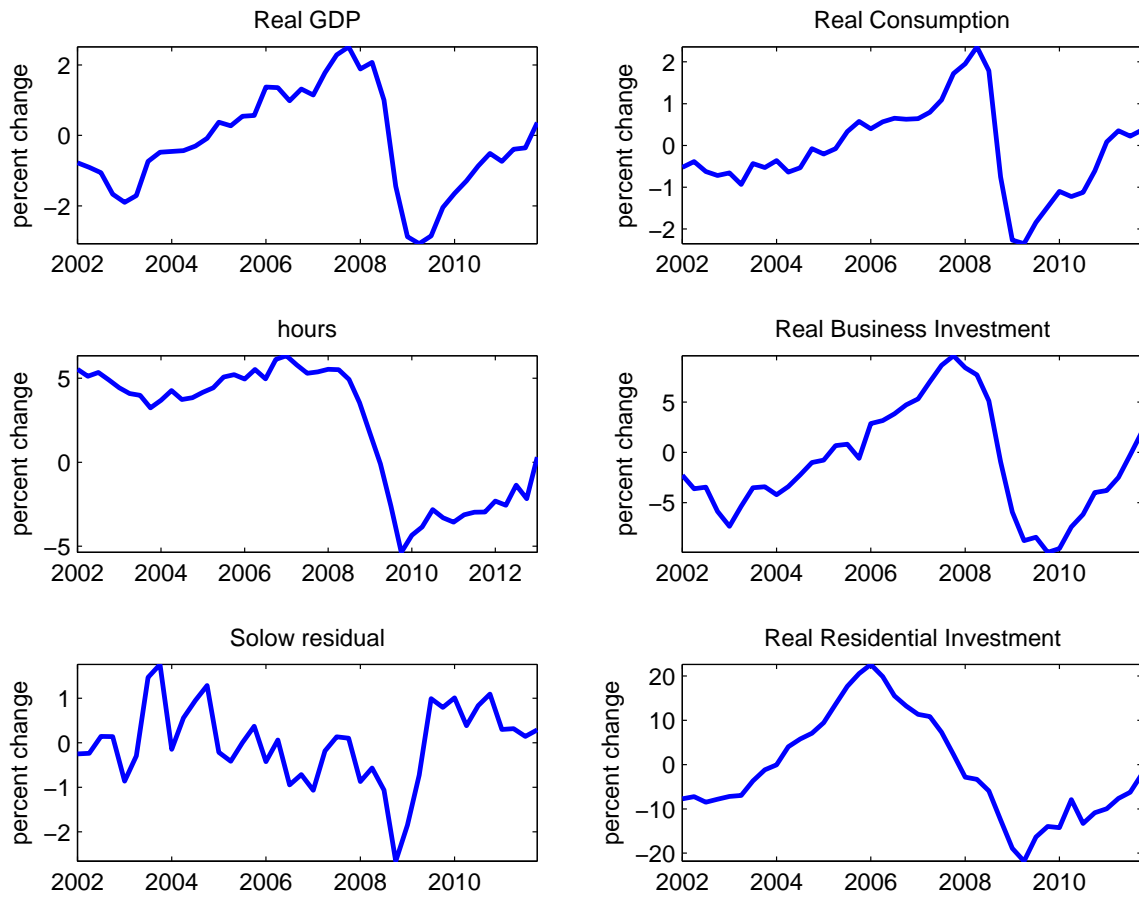 Real GDP
percent change
2
0
−2
2002 2004 2006 2008 2010
Real Consumption
percent change
2
1
0
−1
−2
2002 2004 2006 2008 2010
hours
percent change
5
0
−5
2002 2004 2006 2008 2010 2012
Real Business Investment
percent change
5
0
−5
2002 2004 2006 2008 2010
Solow residual
percent change
1
0
−1
−2
2002 2004 2006 2008 2010
Real Residential Investment
percent change
20
10
0
−10
−20
2002 2004 2006 2008 2010